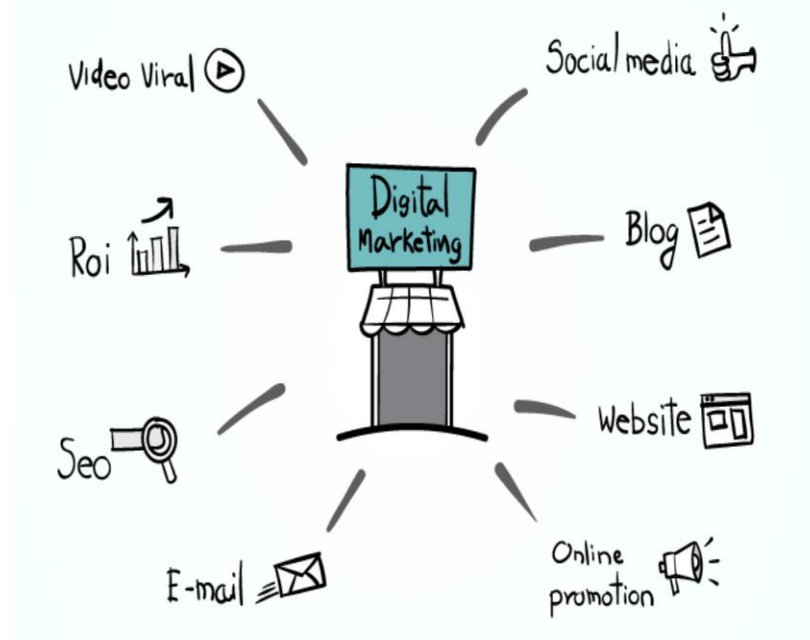 Video Viral
Social media
Digital
Marketing
Roi
Blog
Seo
Website
E-mail
Online
promotion